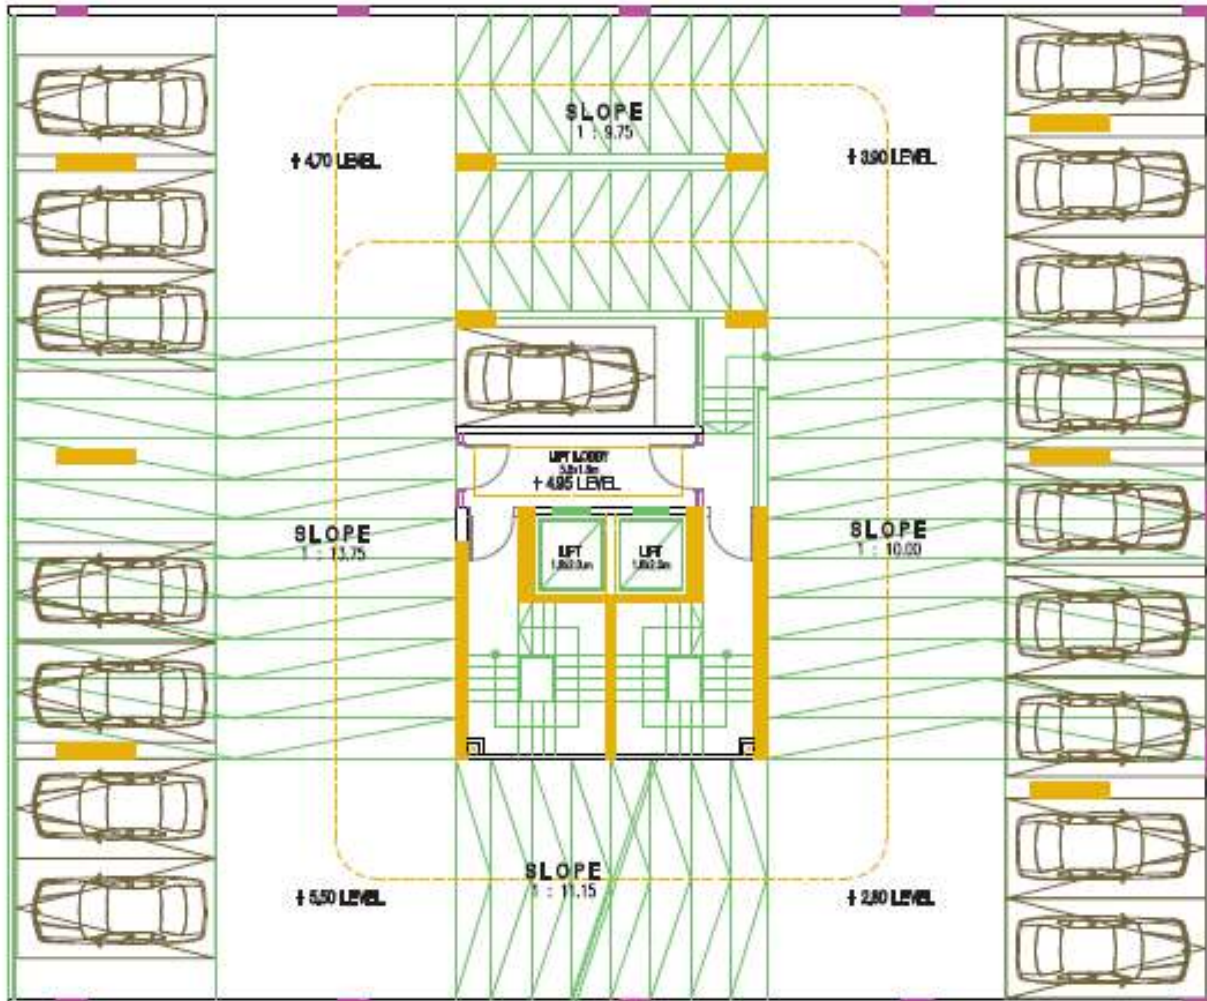 SLOPE
1 : 9.75
+ 4.70 LEVEL
+ 3.90 LEVEL
LIFT LOBBY
+ 4.95 LEVEL
SLOPE
1 : 13.75
SLOPE
1 : 10.00
LIFT
LIFT
SLOPE
1 : 11.15
+ 5.50 LEVEL
+ 2.80 LEVEL